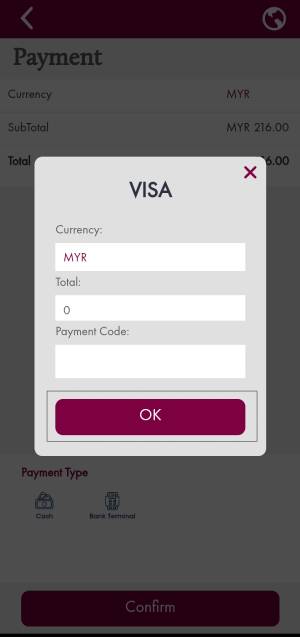 Payment
Currency MYR
SubTotal MYR 216.00
Total 6.00
VISA
Currency:
MYR
Total:
0
Payment Code:
OK
Payment Type
Cash Bank Terminal
Confirm